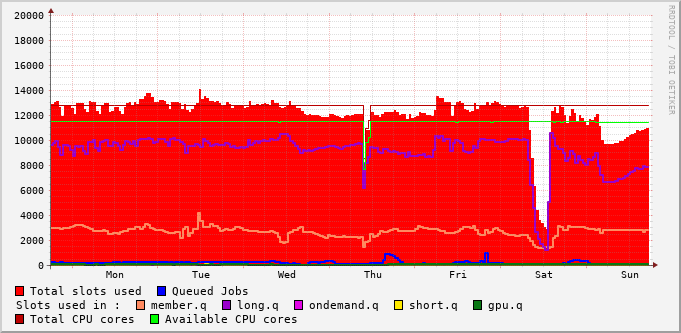 RRDTOOL / TOBI OETIKER
20000
18000
16000
14000
12000
10000
8000
6000
4000
2000
0
Mon Tue Wed Thu Fri Sat Sun
Total slots used Queued Jobs
Slots used in : member.q long.q ondemand.q short.q gpu.q
Total CPU cores Available CPU cores